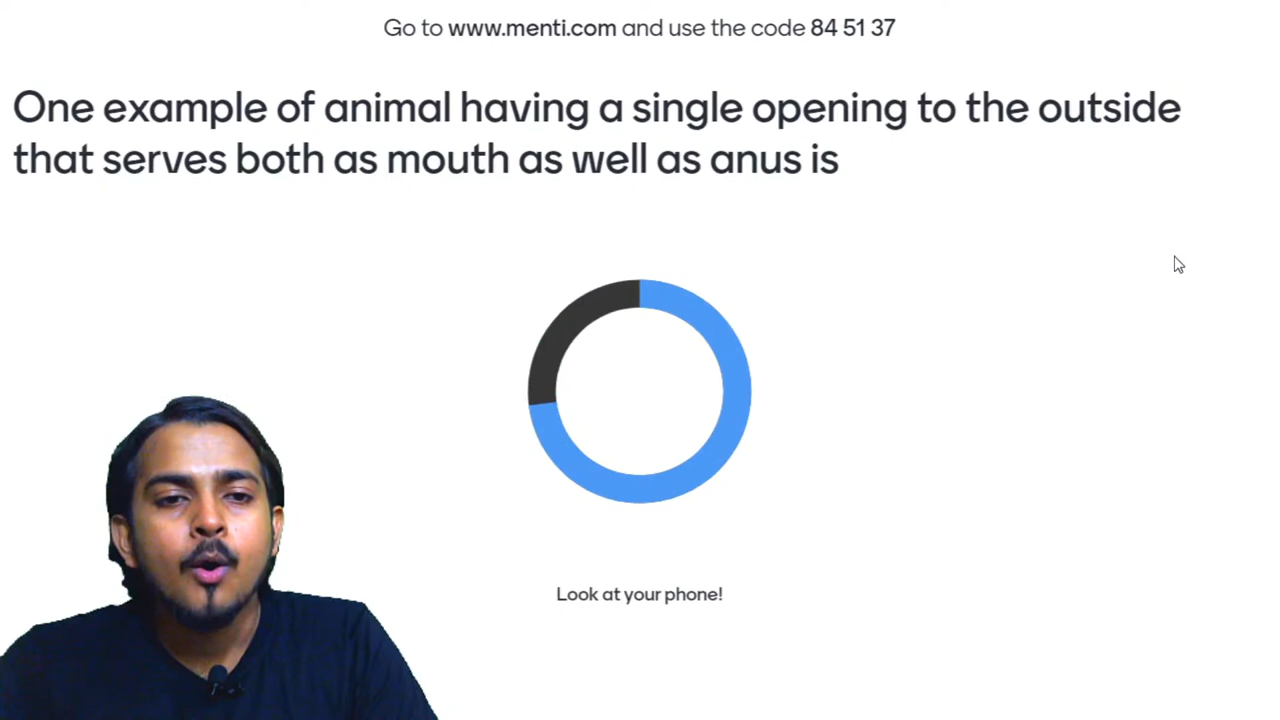 Go to www.menti.com and use the code 84 51 37
One example of animal having a single opening to the outside
that serves both as mouth as well as anus is
Look at your phone!